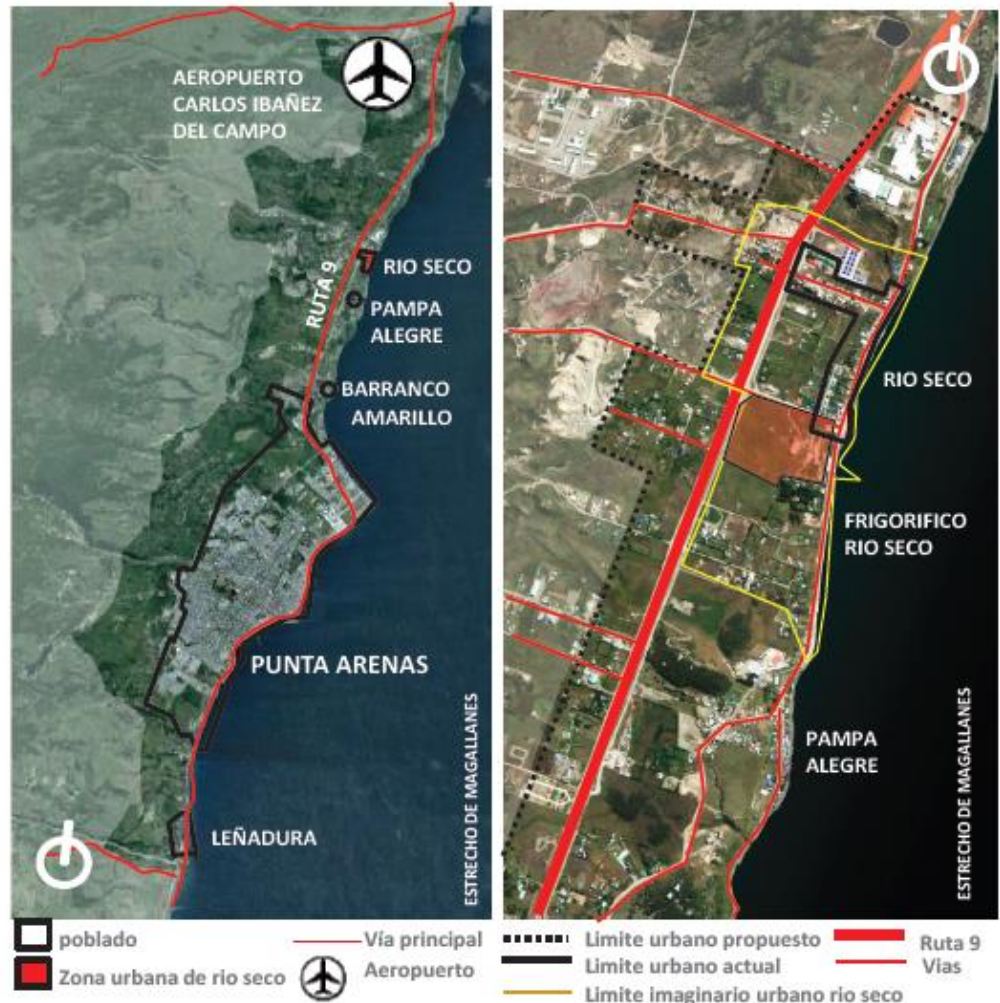 AEROPUERTO
CARLOS IBAÑEZ
DEL CAMPO
RUTA 9
RIO SECO
PAMPA
ALEGRE
BARRANCO
AMARILLO
PUNTA ARENAS
LEÑADURA
ESTRECHO DE MAGALLANES
RIO SECO
FRIGORIFICO
RIO SECO
PAMPA
ALEGRE
ESTRECHO DE MAGALLANES
poblado
Zona urbana de rio seco
Vía principal
Aeropuerto
Limite urbano propuesto
Limite urbano actual
Limite imaginario urbano río seco
Ruta 9
Vias